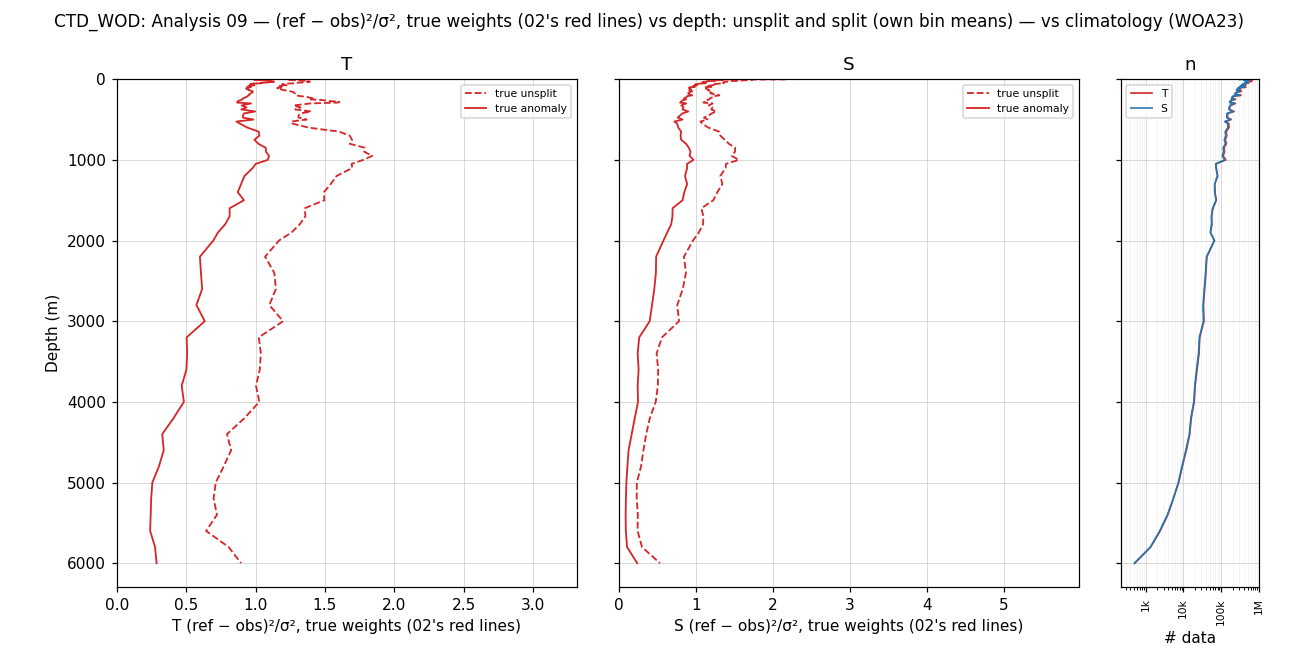 CTD_WOD: Analysis 09 — (ref − obs)²/σ², true weights (02's red lines) vs depth: unsplit and split (own bin means) — vs climatology (WOA23)
T
S
n
true unsplit
true anomaly
true unsplit
true anomaly
T
S
0
1000
2000
3000
4000
5000
6000
Depth (m)
0.0 0.5 1.0 1.5 2.0 2.5 3.0
0 1 2 3 4 5
1k 10k 100k 1M
T (ref − obs)²/σ², true weights (02's red lines)
S (ref − obs)²/σ², true weights (02's red lines)
# data